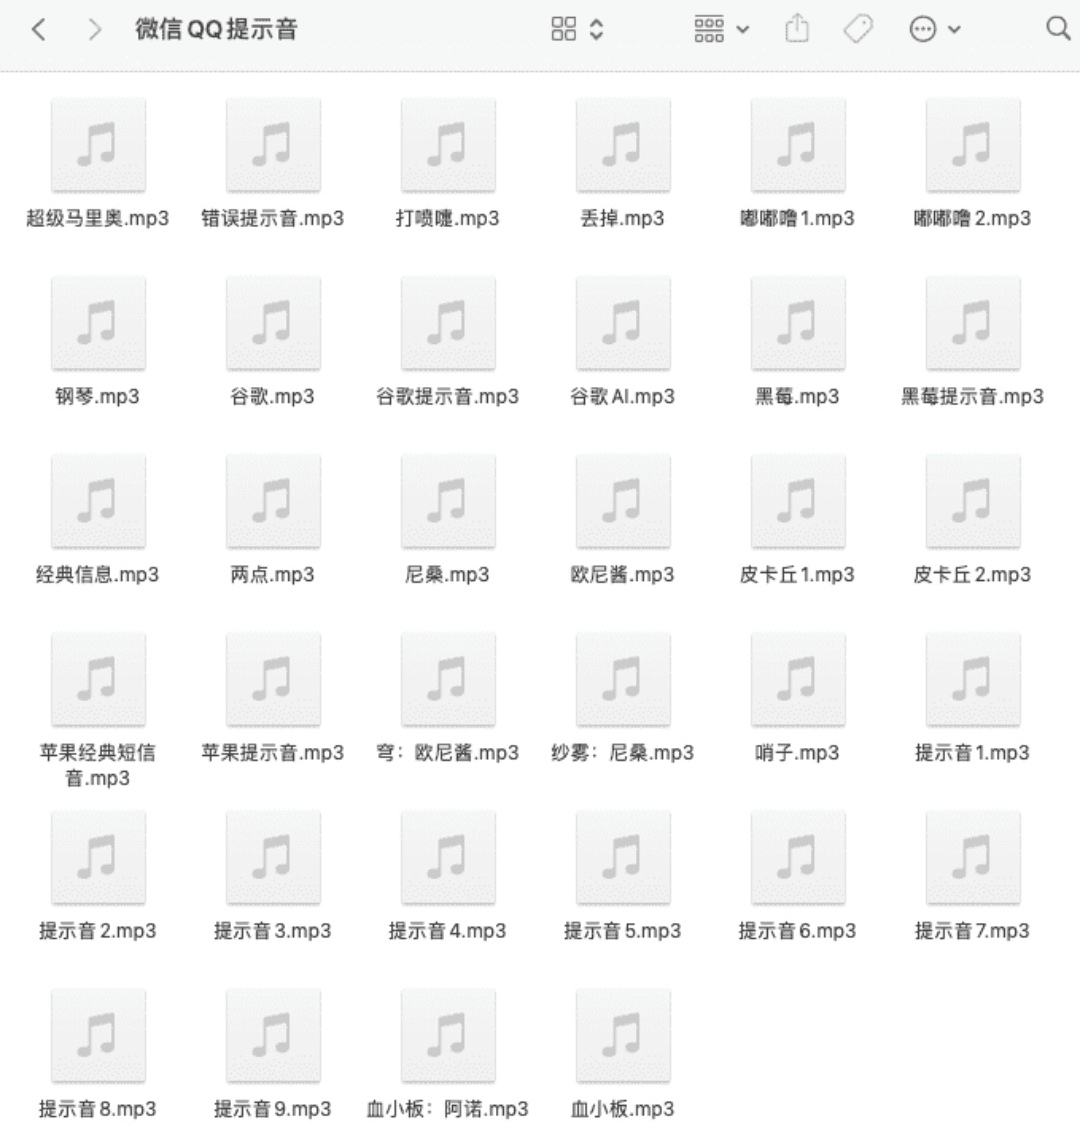 微信QQ提示音
超级马里奥.mp3
错误提示音.mp3
打喷嚏.mp3
丢掉.mp3
嘟嘟噜1.mp3
嘟嘟噜2.mp3
钢琴.mp3
谷歌.mp3
谷歌提示音.mp3
谷歌AI.mp3
黑莓.mp3
黑莓提示音.mp3
经典信息.mp3
两点.mp3
尼桑.mp3
欧尼酱.mp3
皮卡丘1.mp3
皮卡丘2.mp3
苹果经典短信
音.mp3
苹果提示音.mp3
穹：欧尼酱.mp3
纱雾：尼桑.mp3
哨子.mp3
提示音1.mp3
提示音2.mp3
提示音3.mp3
提示音4.mp3
提示音5.mp3
提示音6.mp3
提示音7.mp3
提示音8.mp3
提示音9.mp3
血小板：阿诺.mp3
血小板.mp3